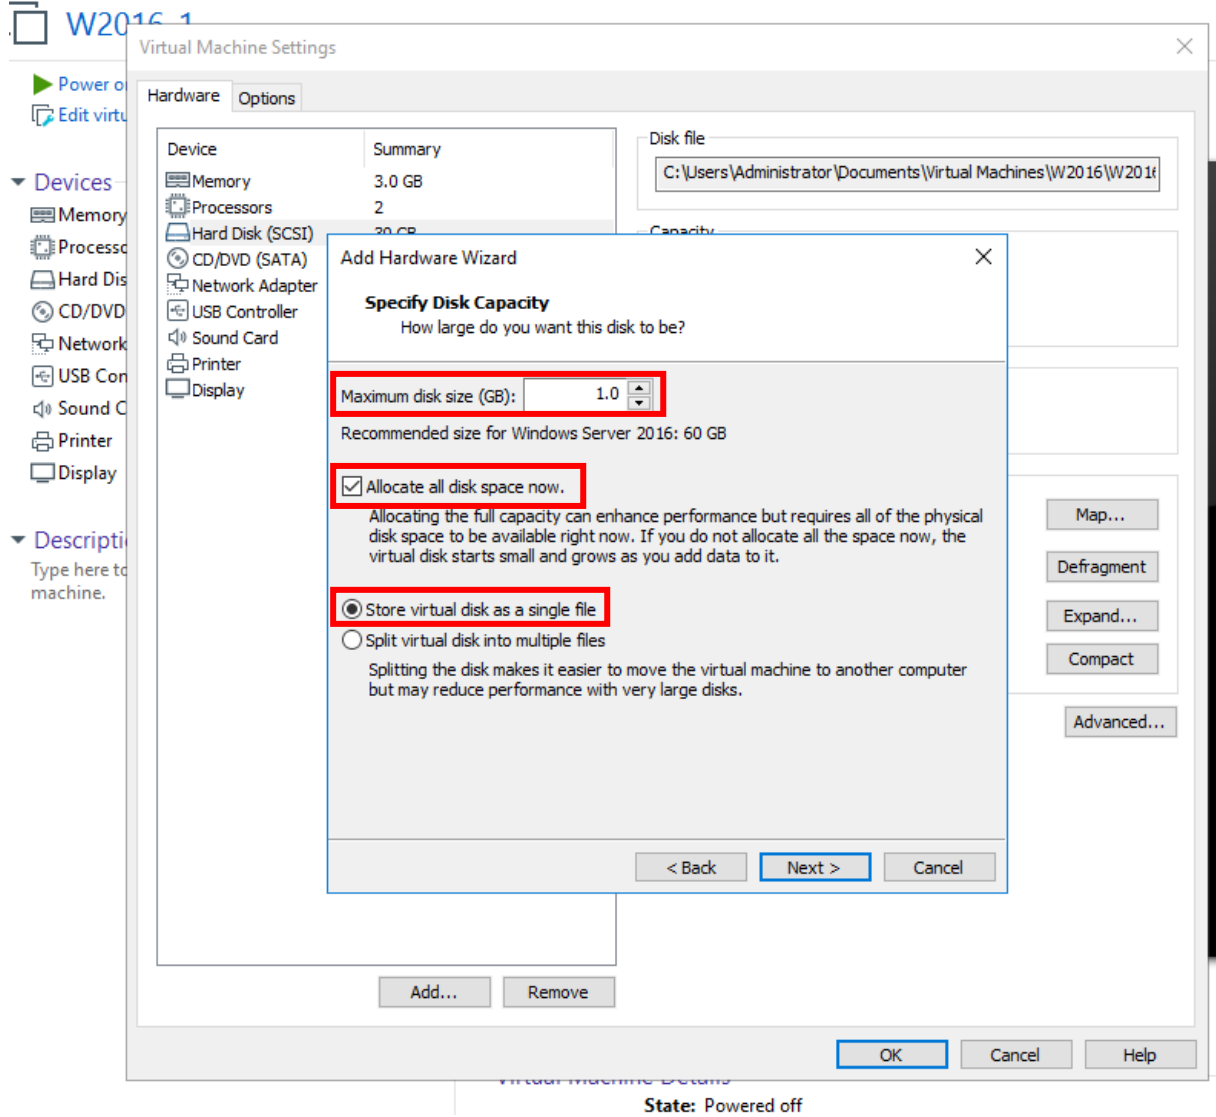 W2016_1
Virtual Machine Settings
Power on
Edit virtu
Hardware
Options
Devices
Memory
Processo
Hard Dis
CD/DVD
Network
USB Con
Sound C
Printer
Display
Descripti
Type here to
machine.
Device Summary
Memory 3.0 GB
Processors 2
Hard Disk (SCSI) 30 GB
CD/DVD (SATA)
Network Adapter
USB Controller
Sound Card
Printer
Display
Disk file
C:\Users\Administrator\Documents\Virtual Machines\W2016\W2016
Capacity
Add Hardware Wizard
Specify Disk Capacity
How large do you want this disk to be?
Maximum disk size (GB): 1.0
Recommended size for Windows Server 2016: 60 GB
Allocate all disk space now.
Allocating the full capacity can enhance performance but requires all of the physical
disk space to be available right now. If you do not allocate all the space now, the
virtual disk starts small and grows as you add data to it.
Store virtual disk as a single file
Split virtual disk into multiple files
Splitting the disk makes it easier to move the virtual machine to another computer
but may reduce performance with very large disks.
< Back
Next >
Cancel
Map...
Defragment
Expand...
Compact
Advanced...
Add...
Remove
OK
Cancel
Help
Virtual Machine Details
State: Powered off